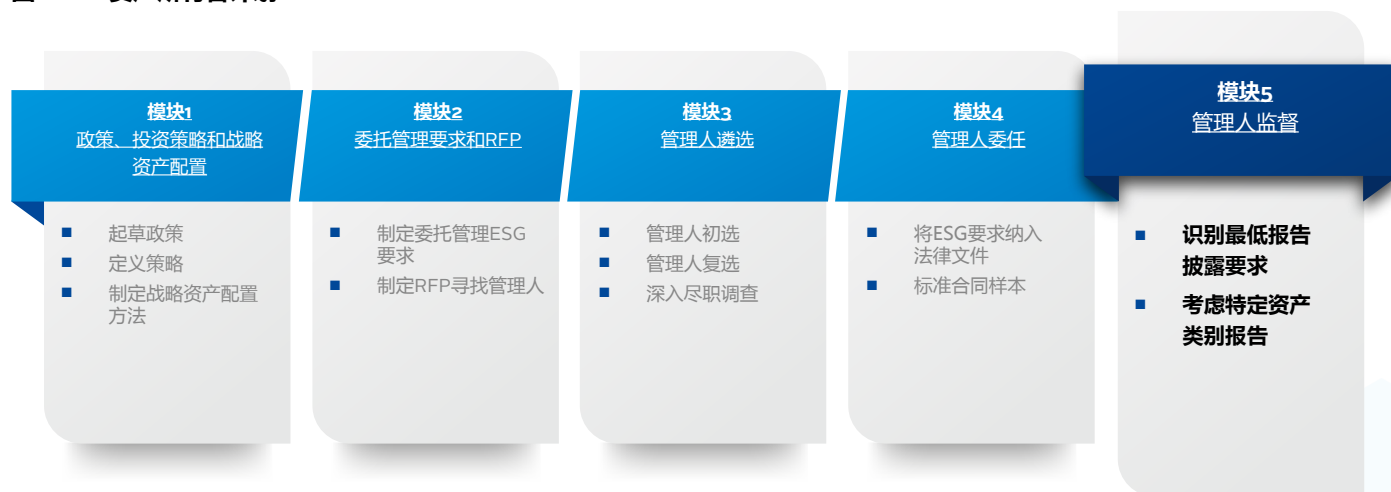 模块1
政策、投资策略和战略
资产配置
起草政策
定义策略
制定战略资产配置
方法
模块2
委托管理要求和RFP
制定委托管理ESG
要求
制定RFP寻找管理人
模块3
管理人遴选
管理人初选
管理人复选
深入尽职调查
模块4
管理人委任
将ESG要求纳入
法律文件
标准合同样本
模块5
管理人监督
识别最低报告
披露要求
考虑特定资产
类别报告